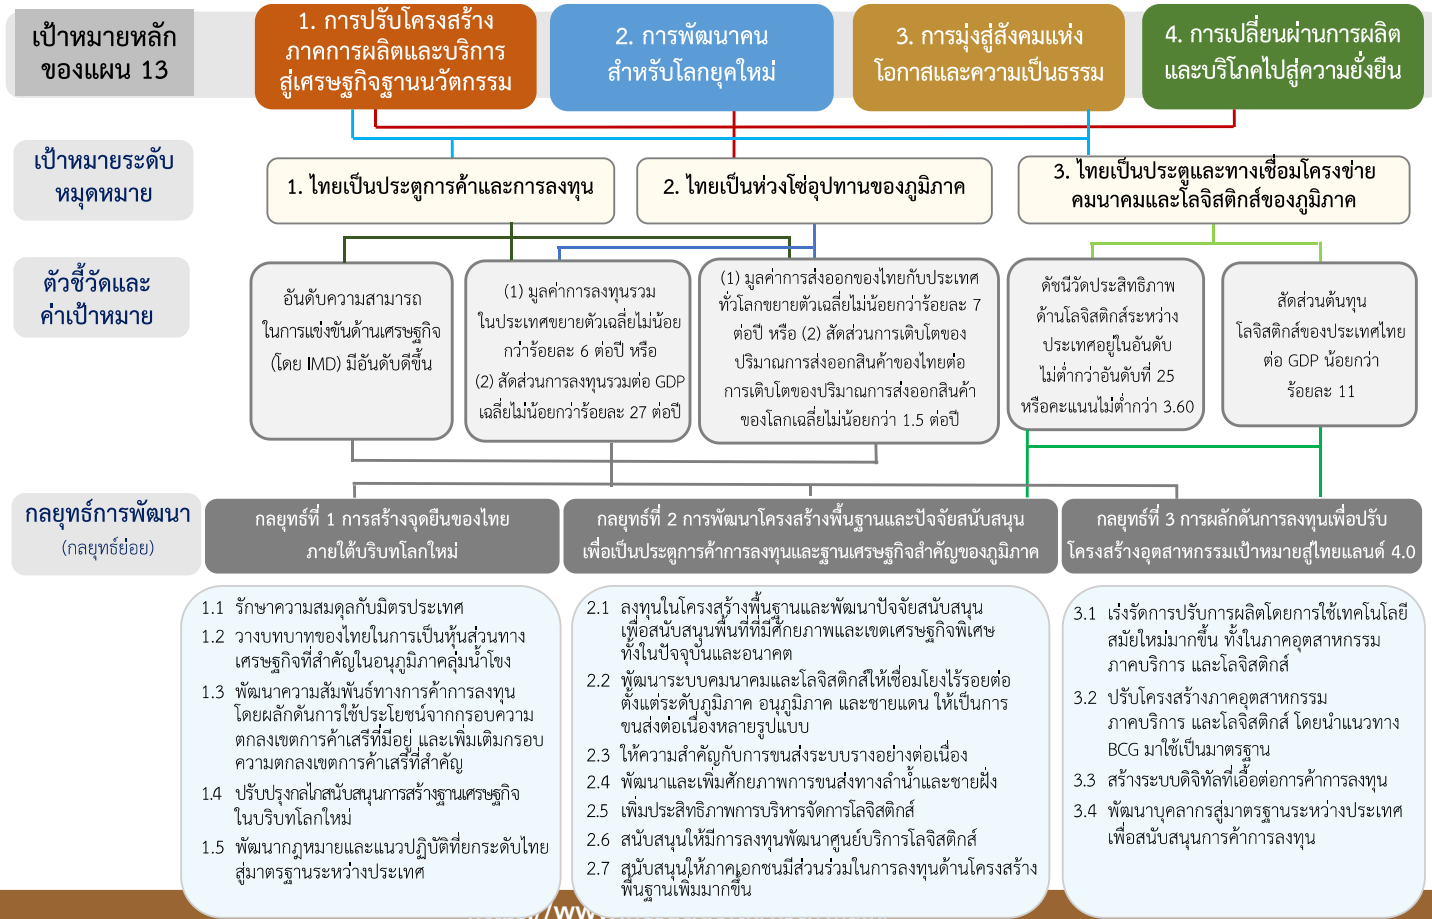 เป้าหมายหลัก
ของแผน 13
1. การปรับโครงสร้าง
ภาคการผลิตและบริการ
สู่เศรษฐกิจฐานนวัตกรรม
2. การพัฒนาคน
สำหรับโลกยุคใหม่
3. การมุ่งสู่สังคมแห่ง
โอกาสและความเป็นธรรม
4. การเปลี่ยนผ่านการผลิต
และบริโภคไปสู่ความยั่งยืน
เป้าหมายระดับ
หมุดหมาย
1. ไทยเป็นประตูการค้าและการลงทุน
2. ไทยเป็นห่วงโซ่อุปทานของภูมิภาค
3. ไทยเป็นประตูและทางเชื่อมโครงข่าย
คมนาคมและโลจิสติกส์ของภูมิภาค
ตัวชี้วัดและ
ค่าเป้าหมาย
อันดับความสามารถ
ในการแข่งขันด้านเศรษฐกิจ
(โดย IMD) มีอันดับดีขึ้น
(1) มูลค่าการลงทุนรวม
ในประเทศขยายตัวเฉลี่ยไม่น้อย
กว่าร้อยละ 6 ต่อปี หรือ
(2) สัดส่วนการลงทุนรวมต่อ GDP
เฉลี่ยไม่น้อยกว่าร้อยละ 27 ต่อปี
(1) มูลค่าการส่งออกของไทยกับประเทศ
ทั่วโลกขยายตัวเฉลี่ยไม่น้อยกว่าร้อยละ 7
ต่อปี หรือ (2) สัดส่วนการเติบโตของ
ปริมาณการส่งออกสินค้าของไทยต่อ
การเติบโตของปริมาณการส่งออกสินค้า
ของโลกเฉลี่ยไม่น้อยกว่า 1.5 ต่อปี
ดัชนีวัดประสิทธิภาพ
ด้านโลจิสติกส์ระหว่าง
ประเทศอยู่ในอันดับ
ไม่ต่ำกว่าอันดับที่ 25
หรือคะแนนไม่ต่ำกว่า 3.60
สัดส่วนต้นทุน
โลจิสติกส์ของประเทศไทย
ต่อ GDP น้อยกว่า
ร้อยละ 11
กลยุทธ์การพัฒนา
(กลยุทธ์ย่อย)
กลยุทธ์ที่ 1 การสร้างจุดยืนของไทย
ภายใต้บริบทโลกใหม่
กลยุทธ์ที่ 2 การพัฒนาโครงสร้างพื้นฐานและปัจจัยสนับสนุน
เพื่อเป็นประตูการค้าการลงทุนและฐานเศรษฐกิจสำคัญของภูมิภาค
กลยุทธ์ที่ 3 การผลักดันการลงทุนเพื่อปรับ
โครงสร้างอุตสาหกรรมเป้าหมายสู่ไทยแลนด์ 4.0
1.1 รักษาความสมดุลกับมิตรประเทศ
1.2 วางบทบาทของไทยในการเป็นหุ้นส่วนทาง
เศรษฐกิจที่สำคัญในอนุภูมิภาคลุ่มน้ำโขง
1.3 พัฒนาความสัมพันธ์ทางการค้าการลงทุน
โดยผลักดันการใช้ประโยชน์จากกรอบความ
ตกลงเขตการค้าเสรีที่มีอยู่ และเพิ่มเติมกรอบ
ความตกลงเขตการค้าเสรีที่สำคัญ
1.4 ปรับปรุงกลไกสนับสนุนการสร้างฐานเศรษฐกิจ
ในบริบทโลกใหม่
1.5 พัฒนากฎหมายและแนวปฏิบัติที่ยกระดับไทย
สู่มาตรฐานระหว่างประเทศ
2.1 ลงทุนในโครงสร้างพื้นฐานและพัฒนาปัจจัยสนับสนุน
เพื่อสนับสนุนพื้นที่ที่มีศักยภาพและเขตเศรษฐกิจพิเศษ
ทั้งในปัจจุบันและอนาคต
2.2 พัฒนาระบบคมนาคมและโลจิสติกส์ให้เชื่อมโยงไร้รอยต่อ
ตั้งแต่ระดับภูมิภาค อนุภูมิภาค และชายแดน ให้เป็นการ
ขนส่งต่อเนื่องหลายรูปแบบ
2.3 ให้ความสำคัญกับการขนส่งระบบรางอย่างต่อเนื่อง
2.4 พัฒนาและเพิ่มศักยภาพการขนส่งทางลำน้ำและชายฝั่ง
2.5 เพิ่มประสิทธิภาพการบริหารจัดการโลจิสติกส์
2.6 สนับสนุนให้มีการลงทุนพัฒนาศูนย์บริการโลจิสติกส์
2.7 สนับสนุนให้ภาคเอกชนมีส่วนร่วมในการลงทุนด้านโครงสร้าง
พื้นฐานเพิ่มมากขึ้น
3.1 เร่งรัดการปรับการผลิตโดยการใช้เทคโนโลยี
สมัยใหม่มากขึ้น ทั้งในภาคอุตสาหกรรม
ภาคบริการ และโลจิสติกส์
3.2 ปรับโครงสร้างภาคอุตสาหกรรม
ภาคบริการ และโลจิสติกส์ โดยนำแนวทาง
BCG มาใช้เป็นมาตรฐาน
3.3 สร้างระบบดิจิทัลที่เอื้อต่อการค้าการลงทุน
3.4 พัฒนาบุคลากรสู่มาตรฐานระหว่างประเทศ
เพื่อสนับสนุนการค้าการลงทุน